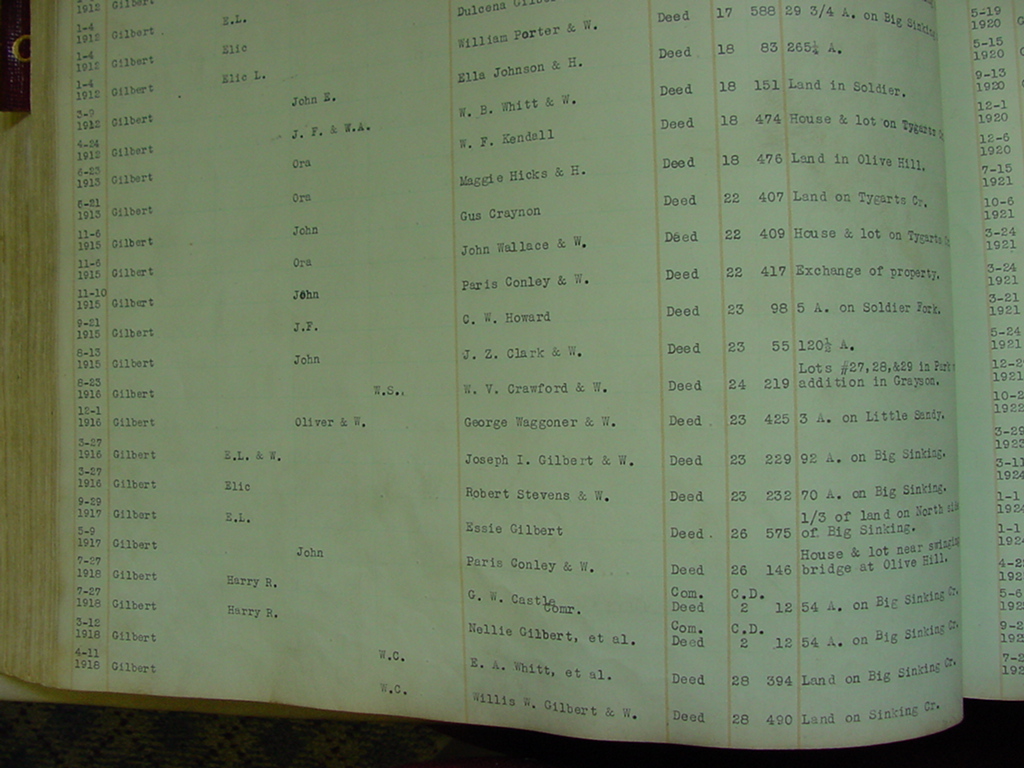 1912 Gilbert
1-4
1912 Gilbert E.L.
1-4
1912 Gilbert Elic Dulcena
1-4
1912 Gilbert Elic L. William Porter & W. Deed 17 588 29 3/4 A. on Big Sinking
3-9
1912 Gilbert John E. Ella Johnson & H. Deed 18 83 265¼ A.
4-24
1912 Gilbert J. F. & W.A. W. B. Whitt & W. Deed 18 151 Land in Soldier.
6-23
1913 Gilbert Ora W. F. Kendall Deed 18 474 House & lot on Tygarts
6-21
1913 Gilbert Ora Maggie Hicks & H. Deed 18 476 Land in Olive Hill.
11-6
1915 Gilbert John Gus Craynon Deed 22 407 Land on Tygarts Cr.
11-6
1915 Gilbert Ora John Wallace & W. Deed 22 409 House & lot on Tygarts
11-10
1915 Gilbert John Paris Conley & W. Deed 22 417 Exchange of property.
9-21
1915 Gilbert J.F. C. W. Howard Deed 23 98 5 A. on Soldier Fork.
8-13
1915 Gilbert John J. Z. Clark & W. Deed 23 55 120½ A.
8-23
1916 Gilbert W.S. W. V. Crawford & W. Deed 24 219 Lots #27,28,&29 in
addition in Grayson.
12-1
1916 Gilbert Oliver & W. George Waggoner & W. Deed 23 425 3 A. on Little Sandy.
3-27
1916 Gilbert E.L. & W. Joseph I. Gilbert & W. Deed 23 229 92 A. on Big Sinking.
3-27
1916 Gilbert Elic Robert Stevens & W. Deed 23 232 70 A. on Big Sinking.
9-29
1917 Gilbert E.L. Essie Gilbert Deed 26 575 1/3 of land on North side
of Big Sinking.
5-9
1917 Gilbert John Paris Conley & W. Deed 26 146 House & lot near swinging
bridge at Olive Hill.
7-27
1918 Gilbert Harry R. G. W. Castle Comr. Com. Deed C.D. 2 12 54 A. on Big Sinking Cr.
7-27
1918 Gilbert Harry R. Nellie Gilbert, et al. Com. Deed C.D. 2 12 54 A. on Big Sinking Cr.
3-12
1918 Gilbert W.C. E. A. Whitt, et al. Deed 28 394 Land on Big Sinking Cr.
4-11
1918 Gilbert W.C. Willis W. Gilbert & W. Deed 28 490 Land on Sinking Cr.
5-19
1920
5-15
1920
9-13
1920
12-1
1920
12-6
1920
7-15
1921
10-6
1921
3-24
1921
3-24
1921
3-21
1921
5-24
1921
1921
1922
3-29
1923